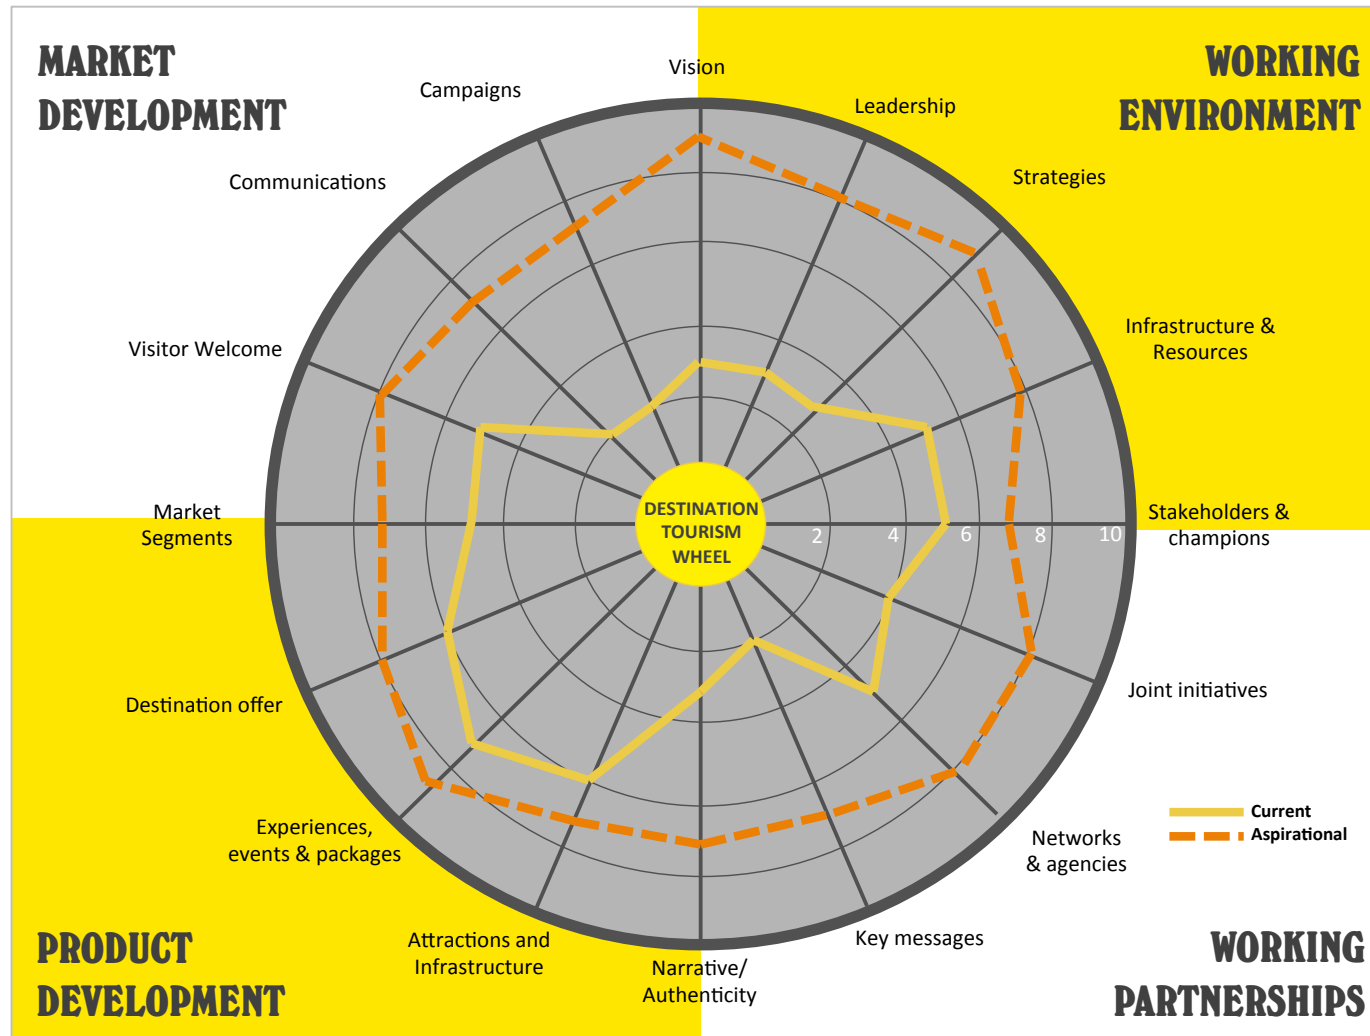 MARKET
DEVELOPMENT
WORKING
ENVIRONMENT
Vision
Campaigns
Leadership
Communications
Strategies
Visitor Welcome
Infrastructure &
Resources
Market
Segments
DESTINATION
TOURISM
WHEEL
2
4
6
8
10
Stakeholders &
champions
Destination offer
Joint initiatives
Experiences,
events & packages
Current
Aspirational
Networks
& agencies
Attractions and
Infrastructure
Narrative/
Authenticity
Key messages
PRODUCT
DEVELOPMENT
WORKING
PARTNERSHIPS